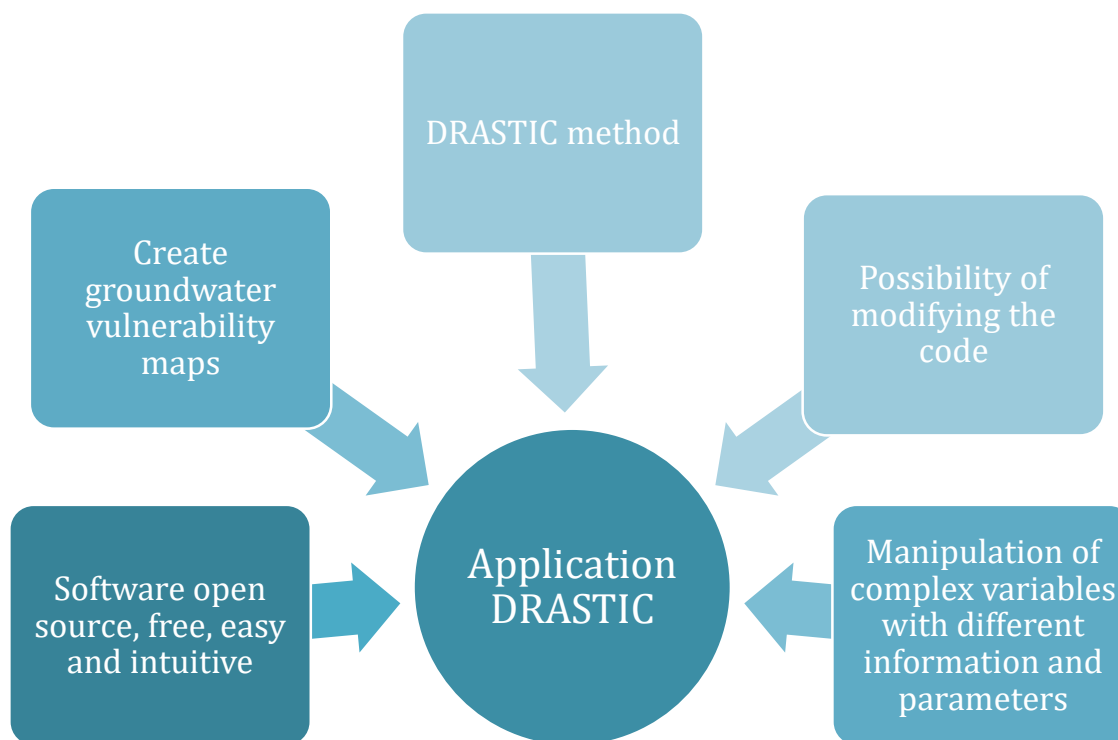 DRASTIC method
Create
groundwater
vulnerability
maps
Possibility of
modifying the
code
Software open
source, free, easy
and intuitive
Application
DRASTIC
Manipulation of
complex variables
with different
information and
parameters